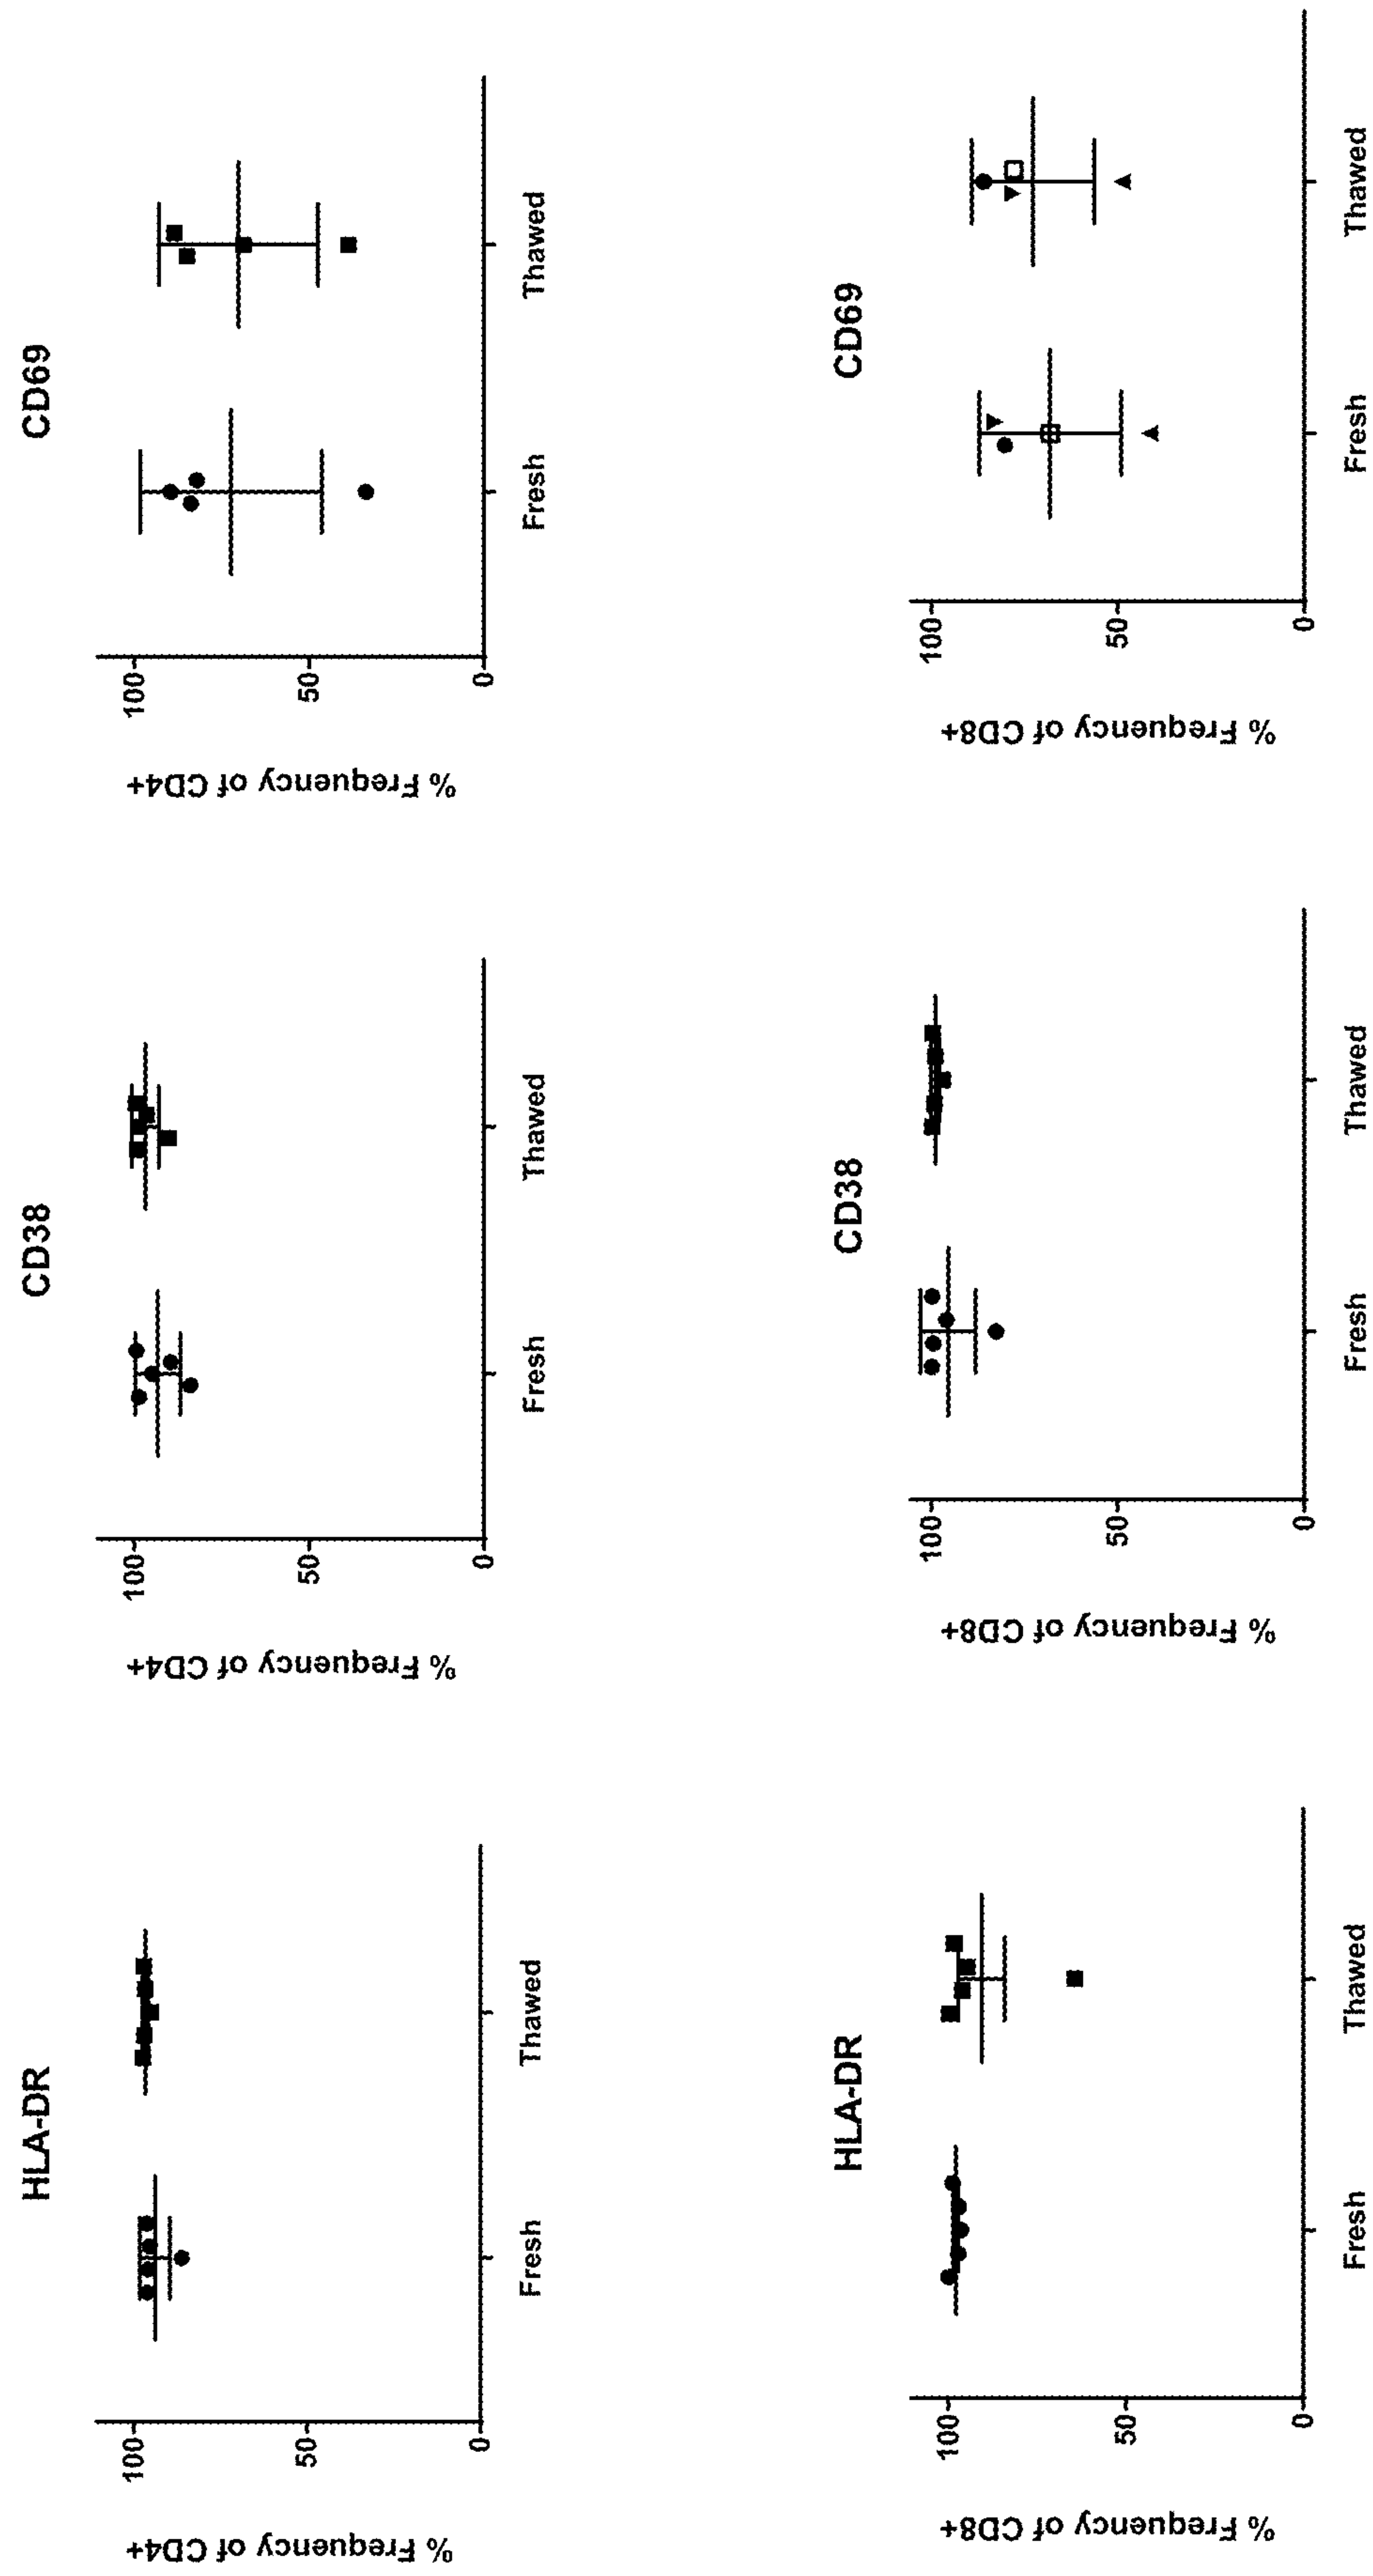 HLA-DR
% Frequency of CD4+
100
50
0
Fresh
Thawed
CD38
% Frequency of CD4+
100
50
0
Fresh
Thawed
CD69
% Frequency of CD4+
100
50
0
Fresh
Thawed
HLA-DR
% Frequency of CD8+
100
50
0
Fresh
Thawed
CD38
% Frequency of CD8+
100
50
0
Fresh
Thawed
CD69
% Frequency of CD8+
100
50
0
Fresh
Thawed